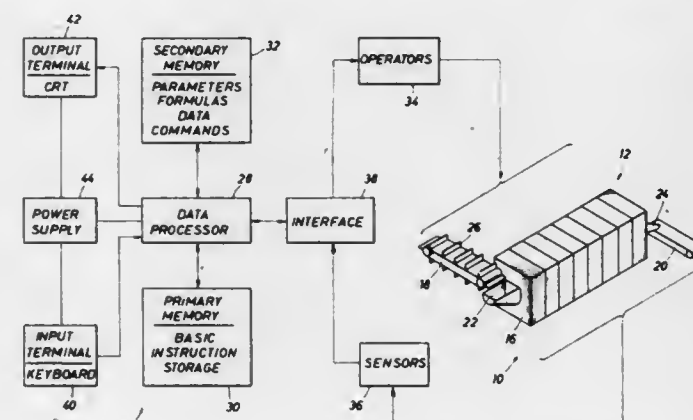 42
OUTPUT
TERMINAL
CRT
32
SECONDARY
MEMORY
PARAMETERS
FORMULAS
DATA
COMMANDS
OPERATORS
34
12
44
POWER
SUPPLY
28
DATA
PROCESSOR
38
INTERFACE
26
24
18
22
20
16
10
INPUT
TERMINAL
KEYBOARD
40
PRIMARY
MEMORY
BASIC
INSTRUCTION
STORAGE
30
SENSORS
36